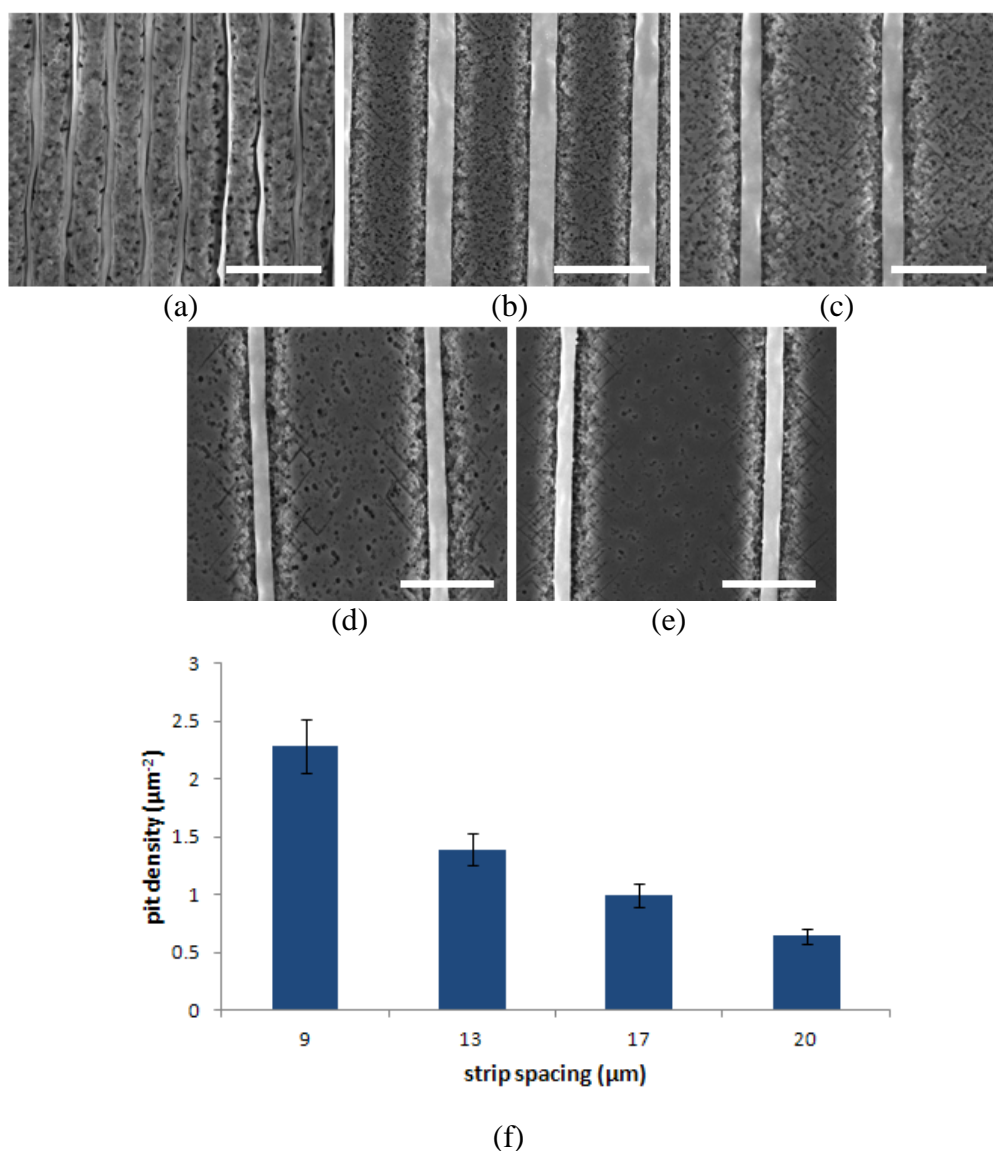 (a)
(b)
(c)
(d)
(e)
3
2.5
2
1.5
1
0.5
0
pit density (µm⁻²)
9 13 17 20
strip spacing (µm)
(f)